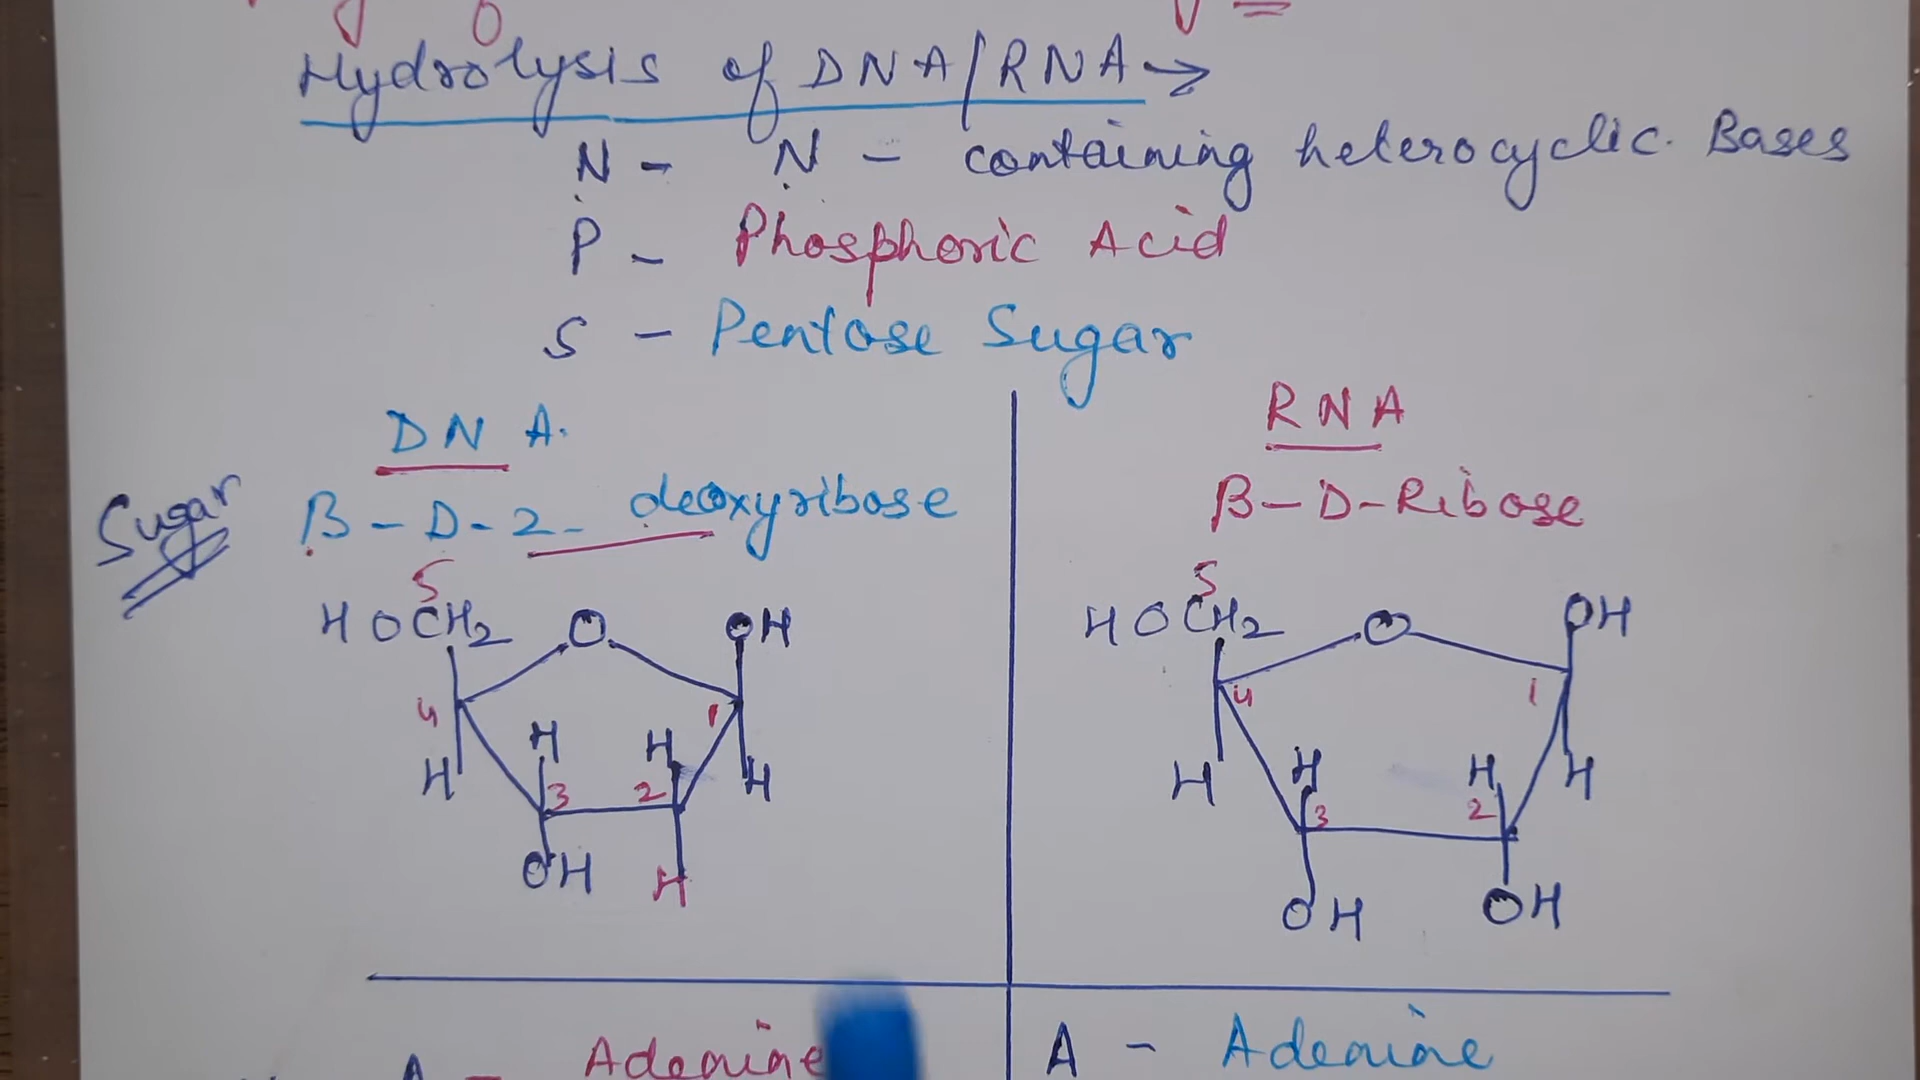 Hydrolysis of DNA/RNA →
N - N - containing heterocyclic. Bases
P - Phosphoric Acid
S - Pentose Sugar
DNA.
RNA
Sugar
β-D-2-deoxyribose
β-D-Ribose
5
HOCH2 O OH
4 1
H H H H
3 2
OH H
5
HOCH2 O OH
4 1
H H H H
3 2
OH OH
A - Adenine
A - Adenine